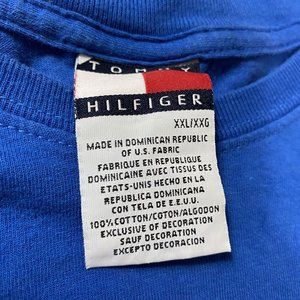 TOMMY
HILFIGER
XXL/XXG
MADE IN DOMINICAN REPUBLIC
OF U.S. FABRIC
FABRIQUE EN REPUBLIQUE
DOMINICAINE AVEC TISSUS DES
ETATS-UNIS HECHO EN LA
REPUBLICA DOMINICANA
CON TELA DE E.E.U.U.
100% COTTON/COTON/ALGODON
EXCLUSIVE OF DECORATION
SAUF DECORATION
EXCEPTO DECORACION